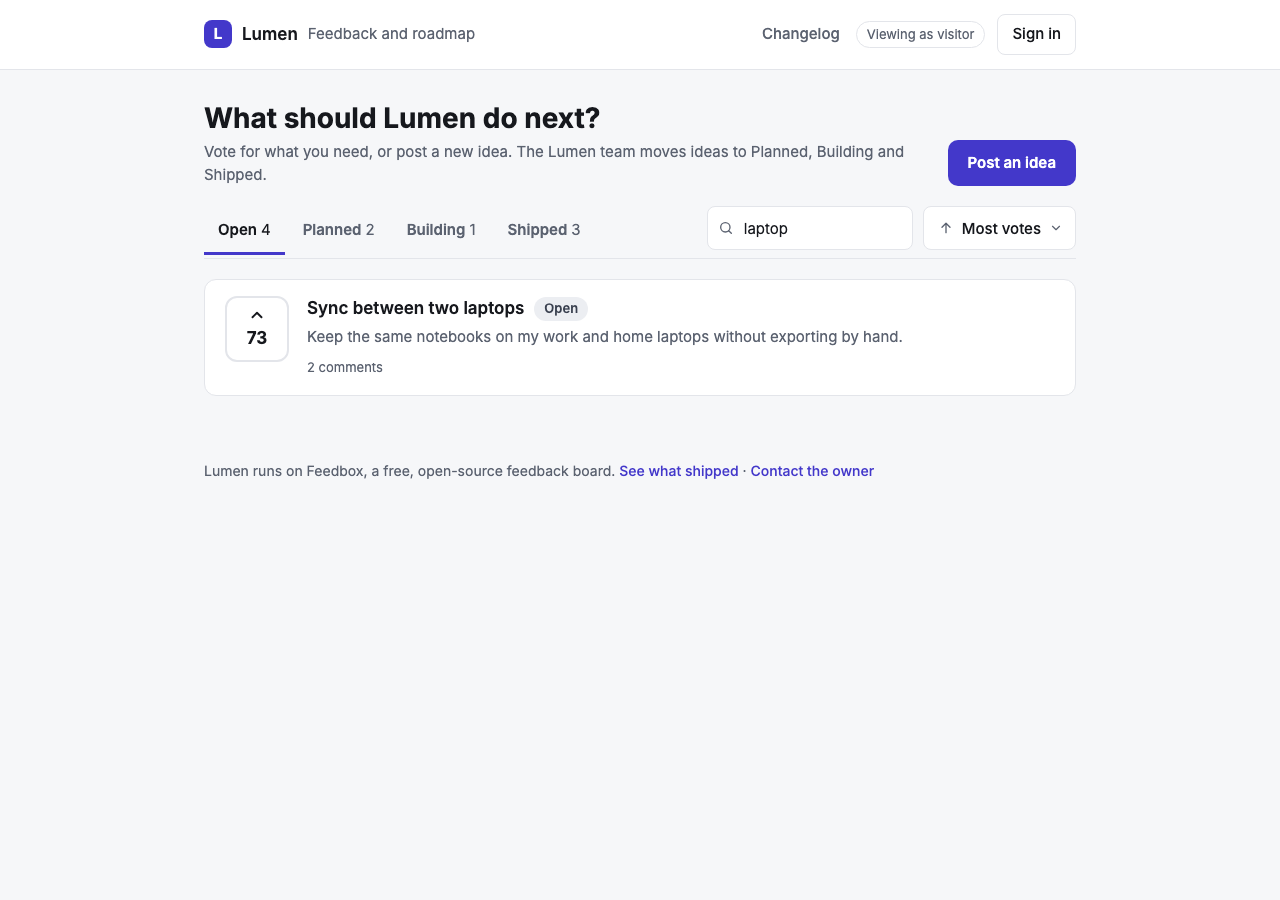 L Lumen Feedback and roadmap Changelog Viewing as visitor Sign in
What should Lumen do next?
Vote for what you need, or post a new idea. The Lumen team moves ideas to Planned, Building and
Shipped.
Post an idea
Open 4 Planned 2 Building 1 Shipped 3 laptop Most votes
73
Sync between two laptops Open
Keep the same notebooks on my work and home laptops without exporting by hand.
2 comments
Lumen runs on Feedbox, a free, open-source feedback board. See what shipped · Contact the owner